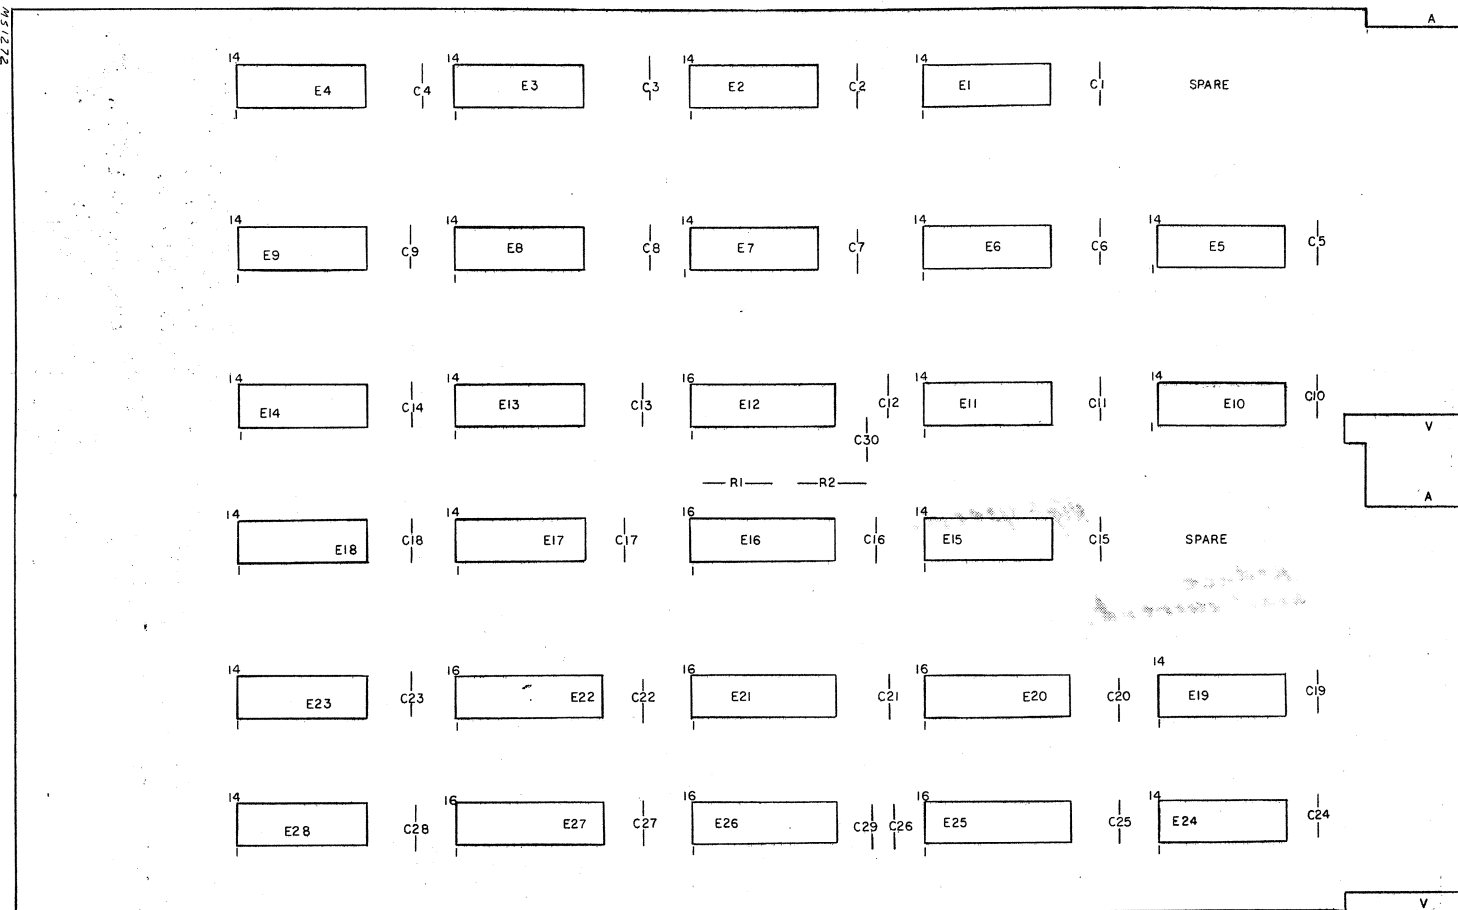 MS1272
A
14 14 14 14
E4 C4 E3 C3 E2 C2 E1 C1 SPARE
1 1 1 1
14 14 14 14 14
E9 C9 E8 C8 E7 C7 E6 C6 E5 C5
1 1 1 1 1
14 14 16 14 14
E14 C14 E13 C13 E12 C12 E11 C11 E10 C10
1 1 1 1 1
C30
V
R1 R2
A
14 14 16 14
E18 C18 E17 C17 E16 C16 E15 C15 SPARE
1 1 1 1
14 16 16 16 14
E23 C23 E22 C22 E21 C21 E20 C20 E19 C19
1 1 1 1 1
14 16 16 16 14
E28 C28 E27 C27 E26 C29 C26 E25 C25 E24 C24
1 1 1 1 1
V